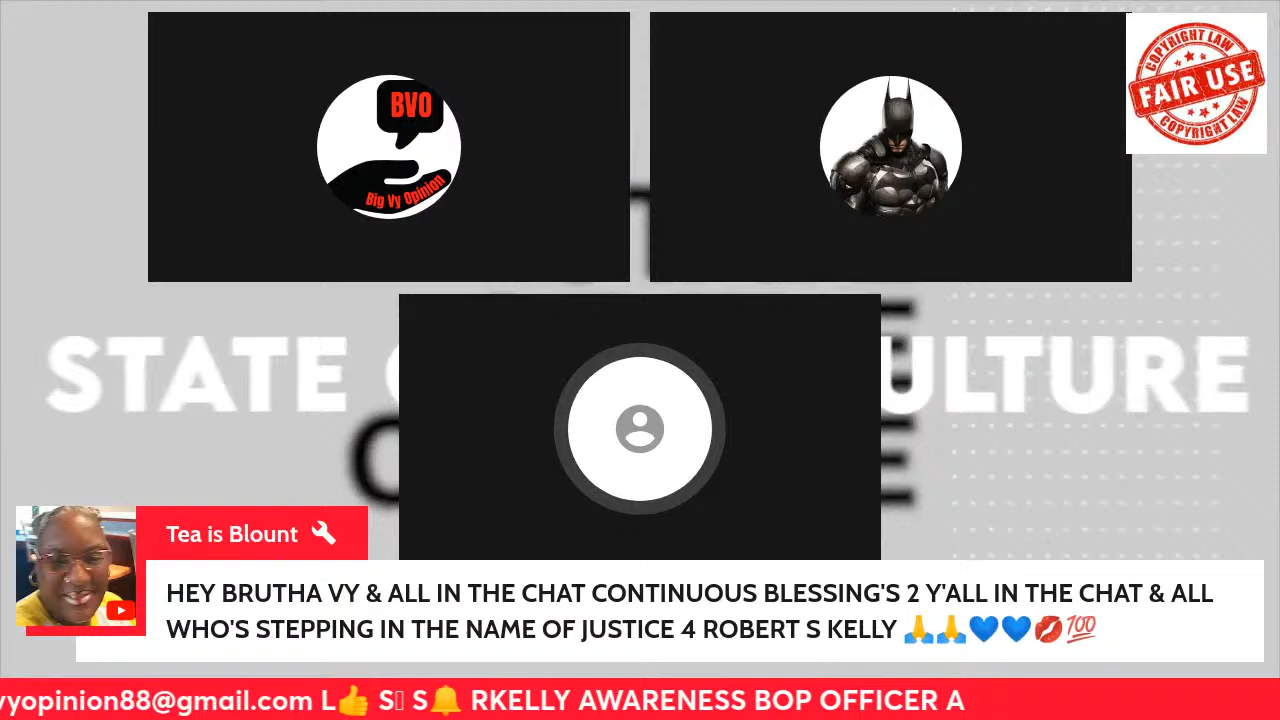 BVO
Big Vy Opinion
COPYRIGHT LAW
FAIR USE
COPYRIGHT LAW
STATE
ULTURE
Tea is Blount
HEY BRUTHA VY & ALL IN THE CHAT CONTINUOUS BLESSING'S 2 Y'ALL IN THE CHAT & ALL
WHO'S STEPPING IN THE NAME OF JUSTICE 4 ROBERT S KELLY 🙏🙏💙💙💋💯
vyopinion88@gmail.com L👍 S S🔔 RKELLY AWARENESS BOP OFFICER A